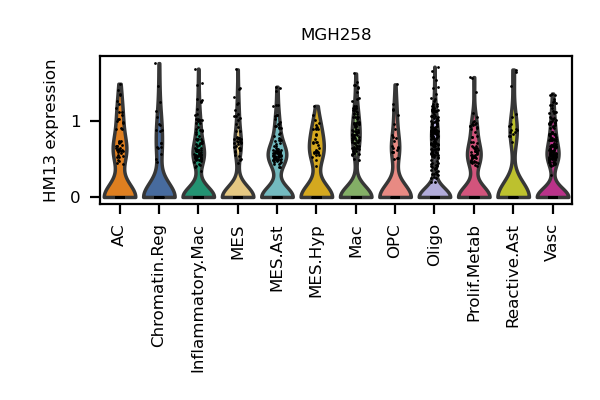 MGH258
HM13 expression
1
0
AC
Chromatin.Reg
Inflammatory.Mac
MES
MES.Ast
MES.Hyp
Mac
OPC
Oligo
Prolif.Metab
Reactive.Ast
Vasc